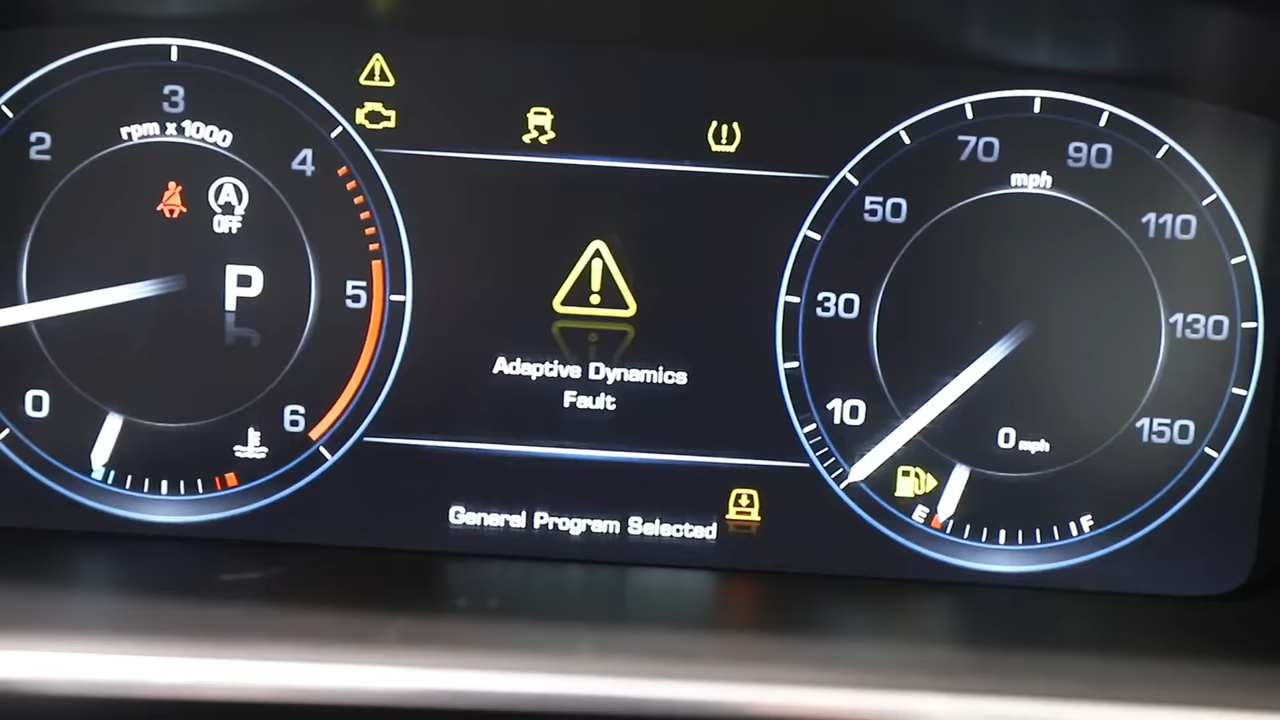 0
2
3
4
5
6
rpm x 1000
A
OFF
P
Adaptive Dynamics
Fault
General Program Selected
10
30
50
70
90
110
130
150
mph
0 mph
E
F